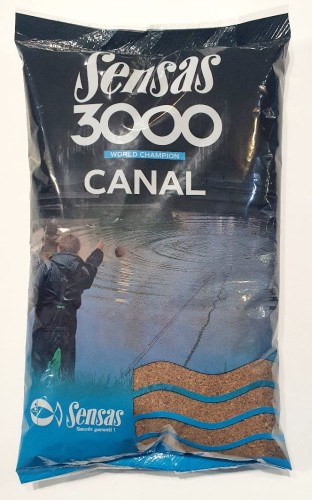 Sensas
3000
WORLD CHAMPION
CANAL
Sensas